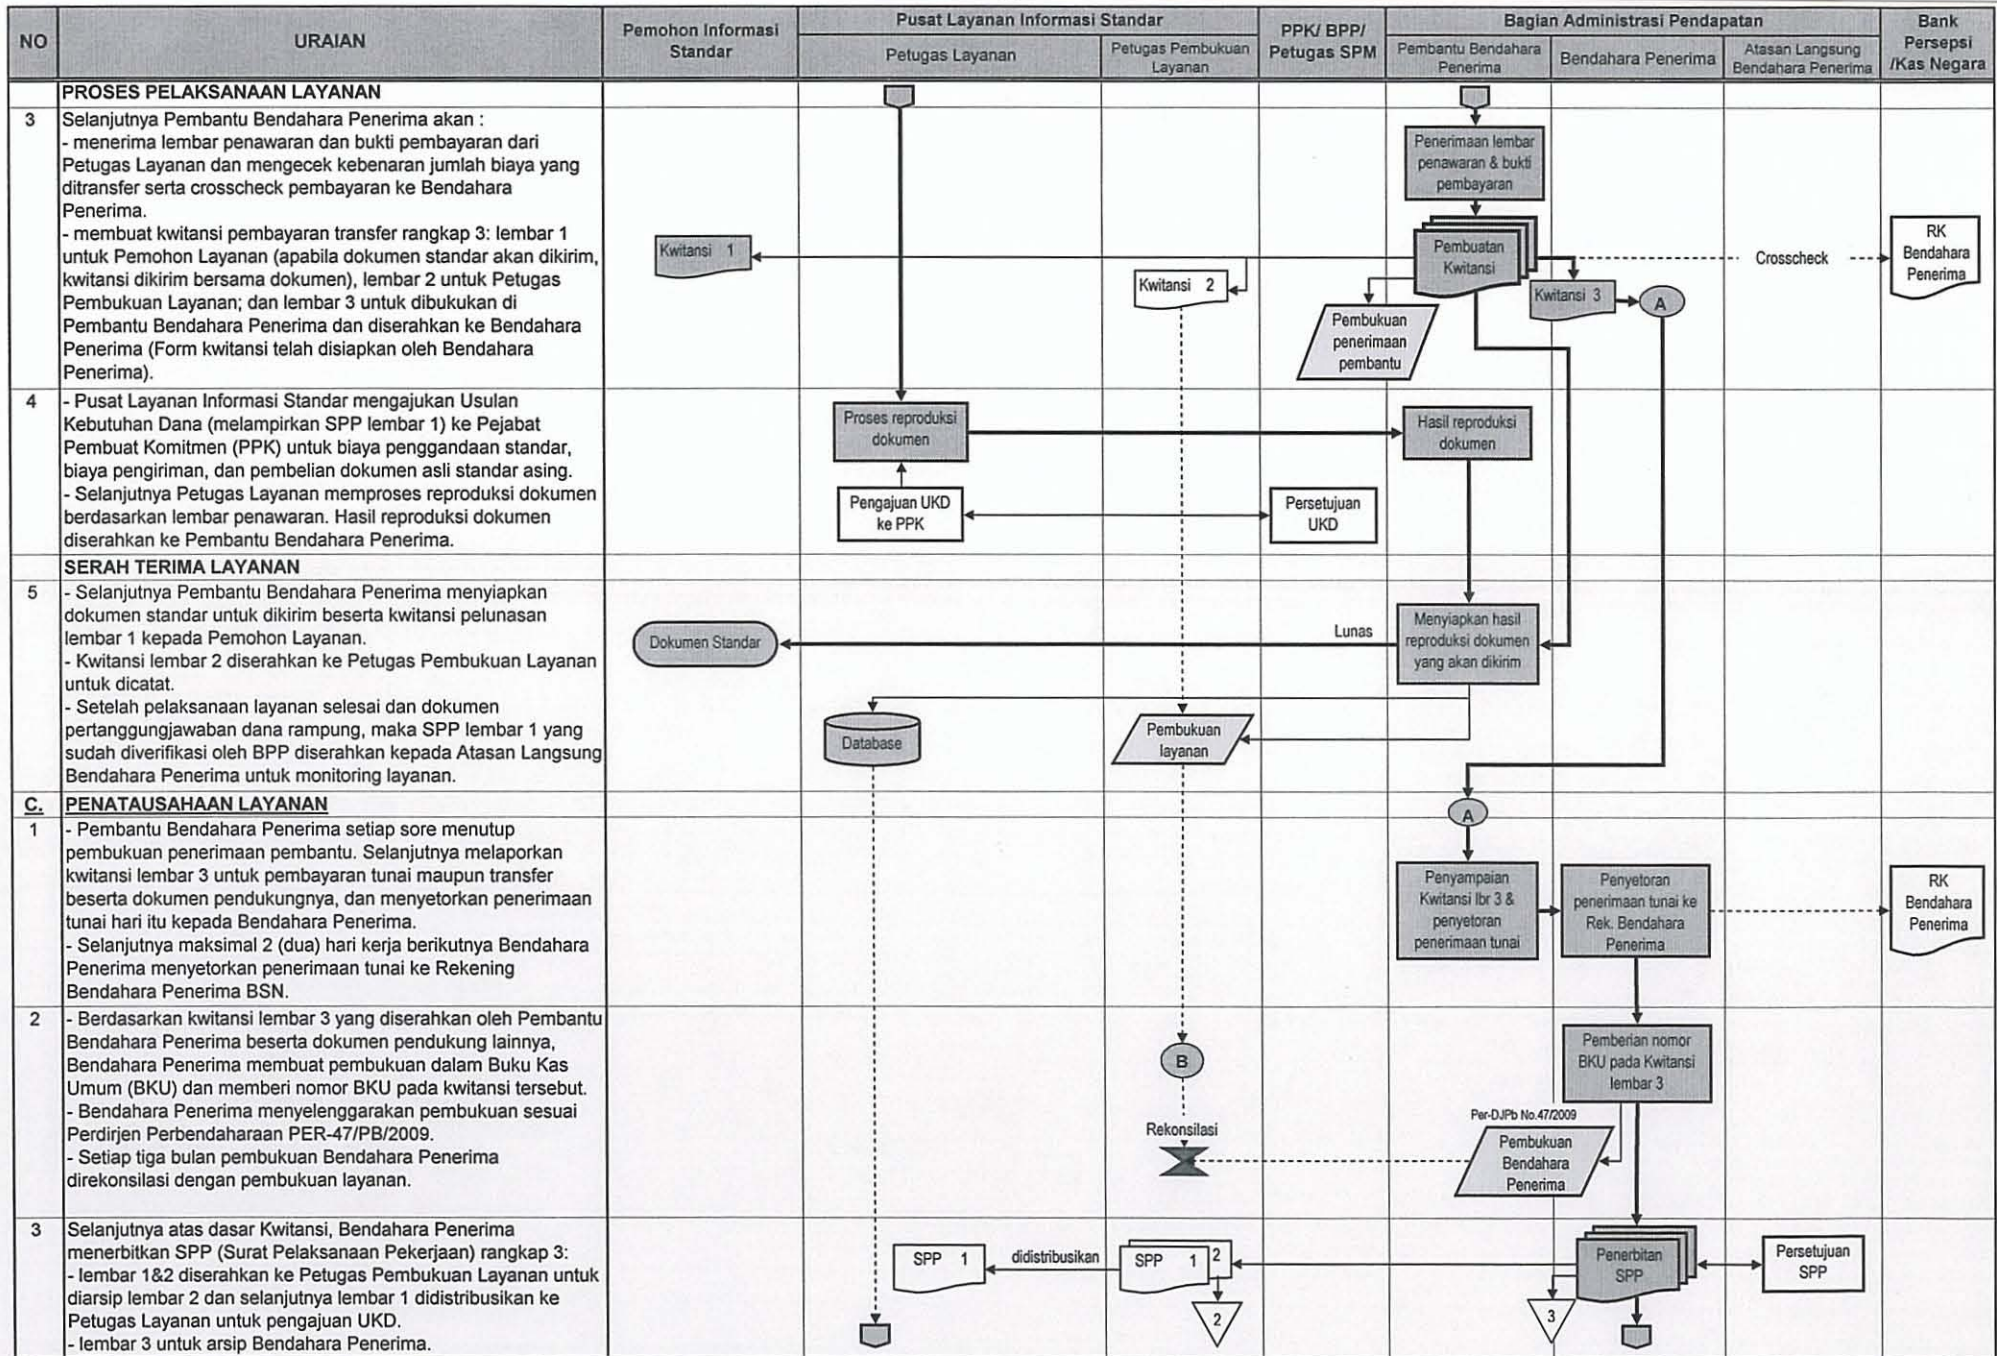 NO
URAIAN
Pemohon Informasi
Standar
Pusat Layanan Informasi Standar
Petugas Layanan
Petugas Pembukuan
Layanan
PPK/ BPP/
Petugas SPM
Bagian Administrasi Pendapatan
Pembantu Bendahara
Penerima
Bendahara Penerima
Atasan Langsung
Bendahara Penerima
Bank
Persepsi
/Kas Negara
PROSES PELAKSANAAN LAYANAN
3
Selanjutnya Pembantu Bendahara Penerima akan :
- menerima lembar penawaran dan bukti pembayaran dari
Petugas Layanan dan mengecek kebenaran jumlah biaya yang
ditransfer serta crosscheck pembayaran ke Bendahara
Penerima.
- membuat kwitansi pembayaran transfer rangkap 3: lembar 1
untuk Pemohon Layanan (apabila dokumen standar akan dikirim,
kwitansi dikirim bersama dokumen), lembar 2 untuk Petugas
Pembukuan Layanan; dan lembar 3 untuk dibukukan di
Pembantu Bendahara Penerima dan diserahkan ke Bendahara
Penerima (Form kwitansi telah disiapkan oleh Bendahara
Penerima).
Penerimaan lembar
penawaran & bukti
pembayaran
Kwitansi 1
Kwitansi 2
Pembuatan
Kwitansi
Kwitansi 3
A
Crosscheck
RK
Bendahara
Penerima
Pembukuan
penerimaan
pembantu
4
- Pusat Layanan Informasi Standar mengajukan Usulan
Kebutuhan Dana (melampirkan SPP lembar 1) ke Pejabat
Pembuat Komitmen (PPK) untuk biaya penggandaan standar,
biaya pengiriman, dan pembelian dokumen asli standar asing.
- Selanjutnya Petugas Layanan memproses reproduksi dokumen
berdasarkan lembar penawaran. Hasil reproduksi dokumen
diserahkan ke Pembantu Bendahara Penerima.
Proses reproduksi
dokumen
Hasil reproduksi
dokumen
Pengajuan UKD
ke PPK
Persetujuan
UKD
SERAH TERIMA LAYANAN
5
- Selanjutnya Pembantu Bendahara Penerima menyiapkan
dokumen standar untuk dikirim beserta kwitansi pelunasan
lembar 1 kepada Pemohon Layanan.
- Kwitansi lembar 2 diserahkan ke Petugas Pembukuan Layanan
untuk dicatat.
- Setelah pelaksanaan layanan selesai dan dokumen
pertanggungjawaban dana rampung, maka SPP lembar 1 yang
sudah diverifikasi oleh BPP diserahkan kepada Atasan Langsung
Bendahara Penerima untuk monitoring layanan.
Dokumen Standar
Lunas
Menyiapkan hasil
reproduksi dokumen
yang akan dikirim
Database
Pembukuan
layanan
C.
PENATAUSAHAAN LAYANAN
A
1
- Pembantu Bendahara Penerima setiap sore menutup
pembukuan penerimaan pembantu. Selanjutnya melaporkan
kwitansi lembar 3 untuk pembayaran tunai maupun transfer
beserta dokumen pendukungnya, dan menyetorkan penerimaan
tunai hari itu kepada Bendahara Penerima.
- Selanjutnya maksimal 2 (dua) hari kerja berikutnya Bendahara
Penerima menyetorkan penerimaan tunai ke Rekening
Bendahara Penerima BSN.
Penyampaian
Kwitansi lbr 3 &
penyetoran
penerimaan tunai
Penyetoran
penerimaan tunai ke
Rek. Bendahara
Penerima
RK
Bendahara
Penerima
2
- Berdasarkan kwitansi lembar 3 yang diserahkan oleh Pembantu
Bendahara Penerima beserta dokumen pendukung lainnya,
Bendahara Penerima membuat pembukuan dalam Buku Kas
Umum (BKU) dan memberi nomor BKU pada kwitansi tersebut.
- Bendahara Penerima menyelenggarakan pembukuan sesuai
Perdirjen Perbendaharaan PER-47/PB/2009.
- Setiap tiga bulan pembukuan Bendahara Penerima
direkonsilasi dengan pembukuan layanan.
B
Rekonsilasi
Pemberian nomor
BKU pada Kwitansi
lembar 3
Per-DJPb No.47/2009
Pembukuan
Bendahara
Penerima
3
Selanjutnya atas dasar Kwitansi, Bendahara Penerima
menerbitkan SPP (Surat Pelaksanaan Pekerjaan) rangkap 3:
- lembar 1&2 diserahkan ke Petugas Pembukuan Layanan untuk
diarsip lembar 2 dan selanjutnya lembar 1 didistribusikan ke
Petugas Layanan untuk pengajuan UKD.
- lembar 3 untuk arsip Bendahara Penerima.
SPP 1
didistribusikan
SPP 1
2
2
Penerbitan
SPP
3
Persetujuan
SPP